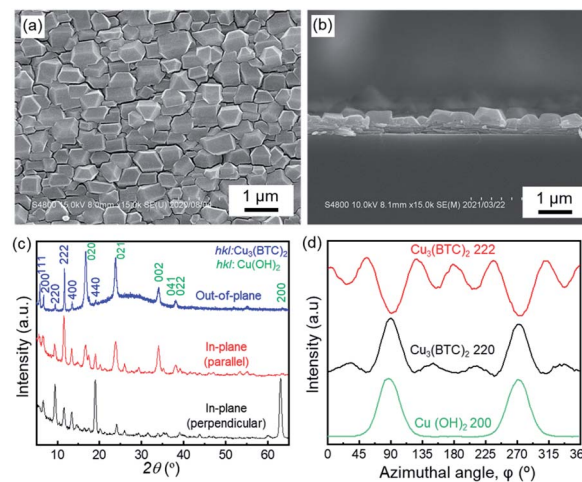 (a)
S4800 15.0kV 8.0mm x15.0k SE(U) 2020/08/04
1 µm
(b)
S4800 10.0kV 8.1mm x15.0k SE(M) 2021/03/22
1 µm
(c)
Intensity (a.u.)
111
200
220
222
400
020
440
021
002
041
022
200
hkl: Cu₃(BTC)₂
hkl: Cu(OH)₂
Out-of-plane
In-plane
(parallel)
In-plane
(perpendicular)
10 20 30 40 50 60
2θ (º)
(d)
Intensity (a.u.)
Cu₃(BTC)₂ 222
Cu₃(BTC)₂ 220
Cu (OH)₂ 200
0 90 180 270 36
Azimuthal angle, φ (º)